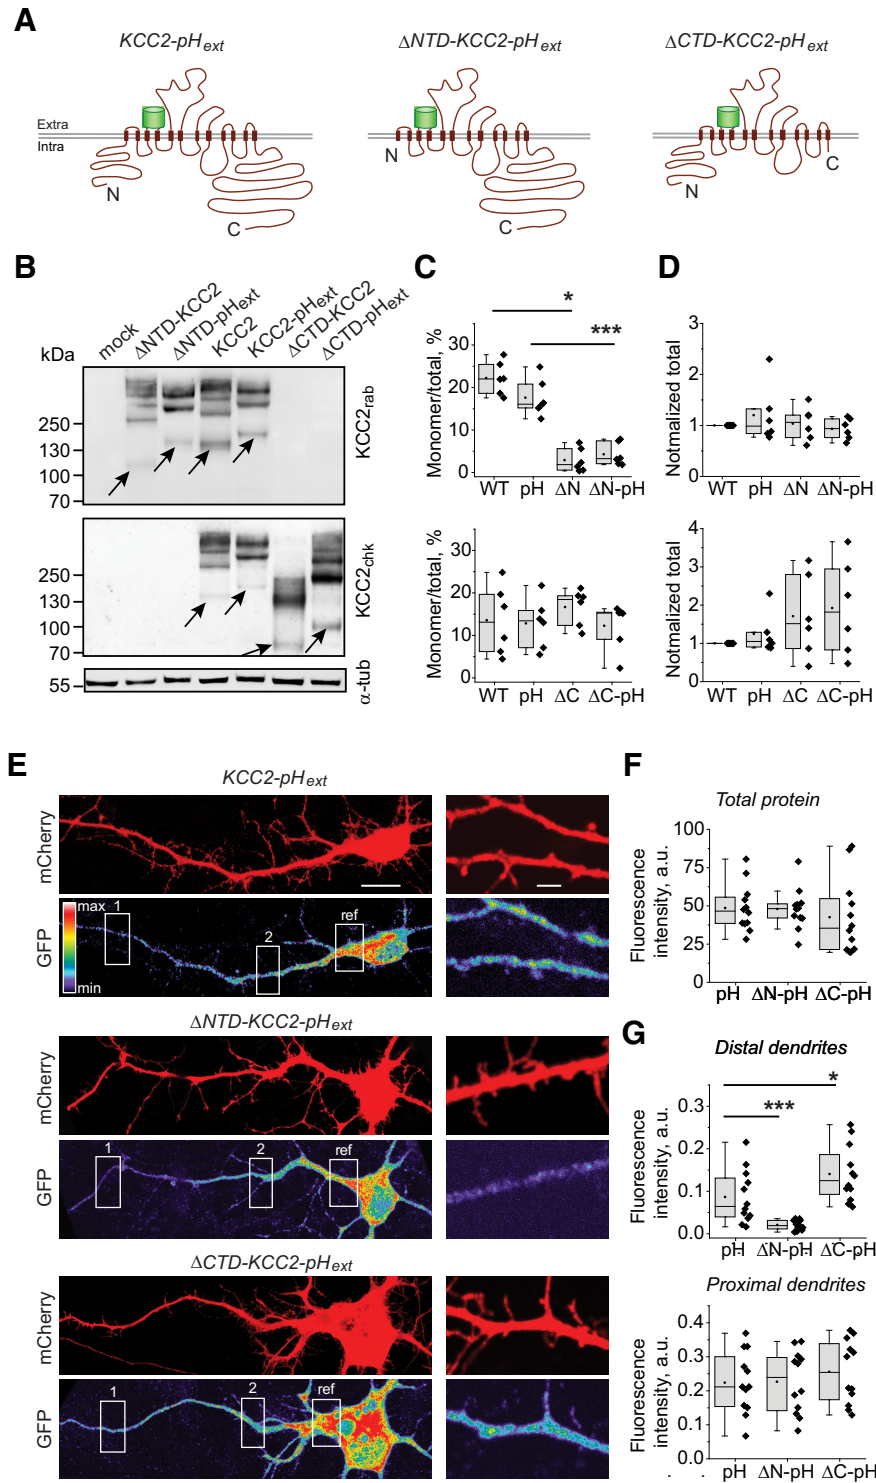 A
KCC2-pHext
ΔNTD-KCC2-pHext
ΔCTD-KCC2-pHext
Extra
Intra
N
C
N
C
N
C
B
kDa
mock
ΔNTD-KCC2
ΔNTD-pHext
KCC2
KCC2-pHext
ΔCTD-KCC2
ΔCTD-pHext
250
130
100
70
KCC2rab
250
130
100
70
KCC2chk
55
α-tub
C
Monomer/total, %
30
20
10
0
*
***
WT pH ΔN ΔN-pH
Monomer/total, %
30
20
10
0
WT pH ΔC ΔC-pH
D
Notmalized total
3
2
1
0
WT pH ΔN ΔN-pH
Notmalized total
4
3
2
1
0
WT pH ΔC ΔC-pH
E
KCC2-pHext
mCherry
GFP
max
min
1
2
ref
ΔNTD-KCC2-pHext
mCherry
GFP
1
2
ref
ΔCTD-KCC2-pHext
mCherry
GFP
1
2
ref
F
Total protein
Fluorescence
intensity, a.u.
100
75
50
25
0
pH ΔN-pH ΔC-pH
G
Distal dendrites
Fluorescence
intensity, a.u.
0.3
0.2
0.1
0.0
*
***
pH ΔN-pH ΔC-pH
Proximal dendrites
Fluorescence
intensity, a.u.
0.4
0.3
0.2
0.1
0.0
pH ΔN-pH ΔC-pH